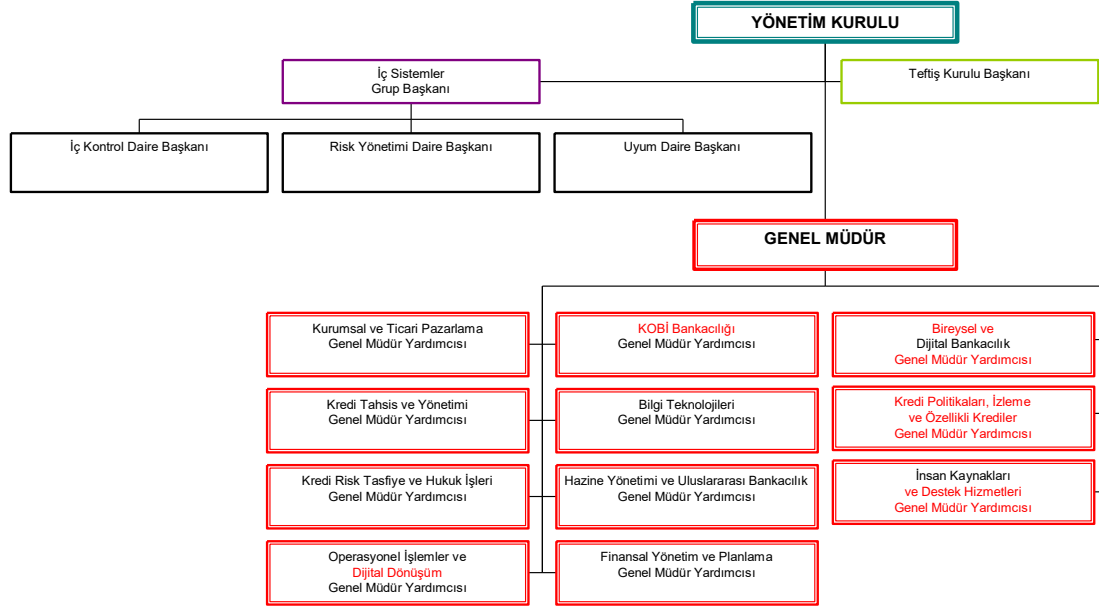 YÖNETİM KURULU
İç Sistemler
Grup Başkanı
Teftiş Kurulu Başkanı
İç Kontrol Daire Başkanı
Risk Yönetimi Daire Başkanı
Uyum Daire Başkanı
GENEL MÜDÜR
Kurumsal ve Ticari Pazarlama
Genel Müdür Yardımcısı
KOBİ Bankacılığı
Genel Müdür Yardımcısı
Bireysel ve
Dijital Bankacılık
Genel Müdür Yardımcısı
Kredi Tahsis ve Yönetimi
Genel Müdür Yardımcısı
Bilgi Teknolojileri
Genel Müdür Yardımcısı
Kredi Politikaları, İzleme
ve Özellikli Krediler
Genel Müdür Yardımcısı
Kredi Risk Tasfiye ve Hukuk İşleri
Genel Müdür Yardımcısı
Hazine Yönetimi ve Uluslararası Bankacılık
Genel Müdür Yardımcısı
İnsan Kaynakları
ve Destek Hizmetleri
Genel Müdür Yardımcısı
Operasyonel İşlemler ve
Dijital Dönüşüm
Genel Müdür Yardımcısı
Finansal Yönetim ve Planlama
Genel Müdür Yardımcısı